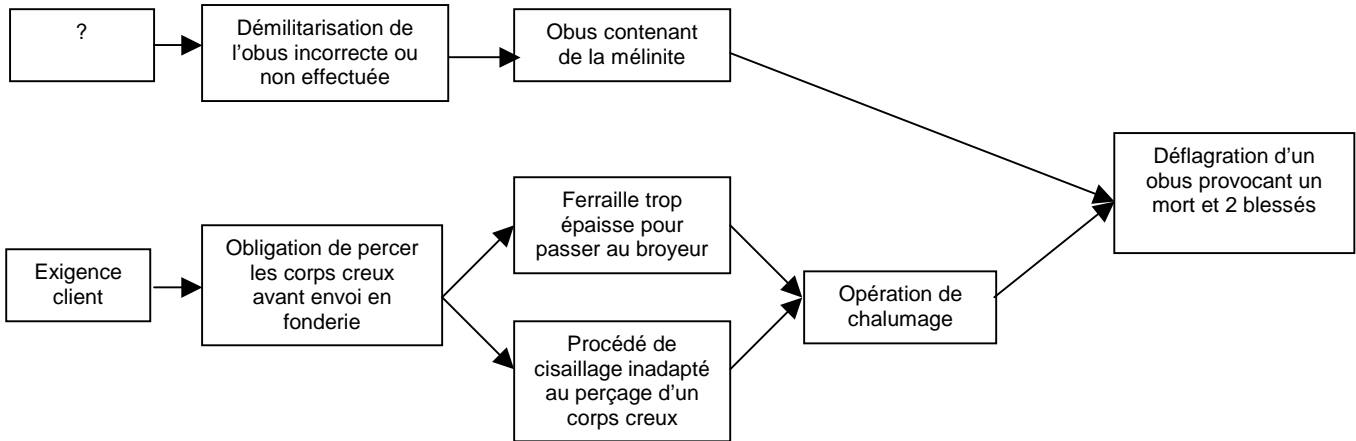 ?
Démilitarisation de
l’obus incorrecte ou
non effectuée
Obus contenant
de la mélinite
Déflagration d’un
obus provocant un
mort et 2 blessés
Exigence
client
Obligation de percer
les corps creux
avant envoi en
fonderie
Ferraille trop
épaisse pour
passer au broyeur
Procédé de
cisaillage inadapté
au perçage d’un
corps creux
Opération de
chalumage